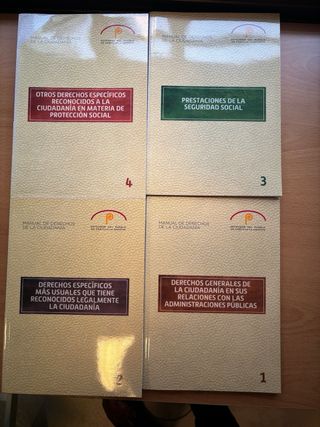 MANUAL DE DERECHOS
DE LA CIUDADANÍA
OTROS DERECHOS ESPECÍFICOS
RECONOCIDOS A LA
CIUDADANÍA EN MATERIA DE
PROTECCIÓN SOCIAL
4
MANUAL DE DERECHOS
DE LA CIUDADANÍA
PRESTACIONES DE LA
SEGURIDAD SOCIAL
3
MANUAL DE DERECHOS
DE LA CIUDADANÍA
DERECHOS ESPECÍFICOS
MÁS USUALES QUE TIENE
RECONOCIDOS LEGALMENTE
LA CIUDADANÍA
2
MANUAL DE DERECHOS
DE LA CIUDADANÍA
DERECHOS GENERALES DE
LA CIUDADANÍA EN SUS
RELACIONES CON LAS
ADMINISTRACIONES PÚBLICAS
1